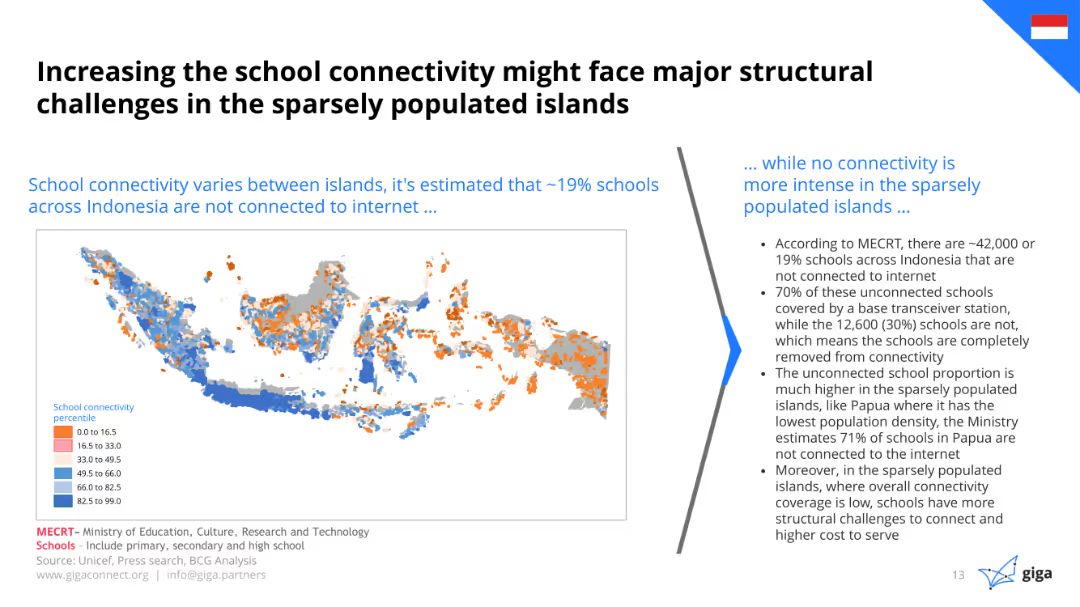 Increasing the school connectivity might face major structural
challenges in the sparsely populated islands
School connectivity varies between islands, it's estimated that ~19% schools
across Indonesia are not connected to internet ...
School connectivity
percentile
0.0 to 16.5
16.5 to 33.0
33.0 to 49.5
49.5 to 66.0
66.0 to 82.5
82.5 to 99.0
MECRT– Ministry of Education, Culture, Research and Technology
Schools - Include primary, secondary and high school
Source: Unicef, Press search, BCG Analysis
www.gigaconnect.org | info@giga.partners
... while no connectivity is
more intense in the sparsely
populated islands ...
• According to MECRT, there are ~42,000 or
19% schools across Indonesia that are
not connected to internet
• 70% of these unconnected schools
covered by a base transceiver station,
while the 12,600 (30%) schools are not,
which means the schools are completely
removed from connectivity
• The unconnected school proportion is
much higher in the sparsely populated
islands, like Papua where it has the
lowest population density, the Ministry
estimates 71% of schools in Papua are
not connected to the internet
• Moreover, in the sparsely populated
islands, where overall connectivity
coverage is low, schools have more
structural challenges to connect and
higher cost to serve
13
giga